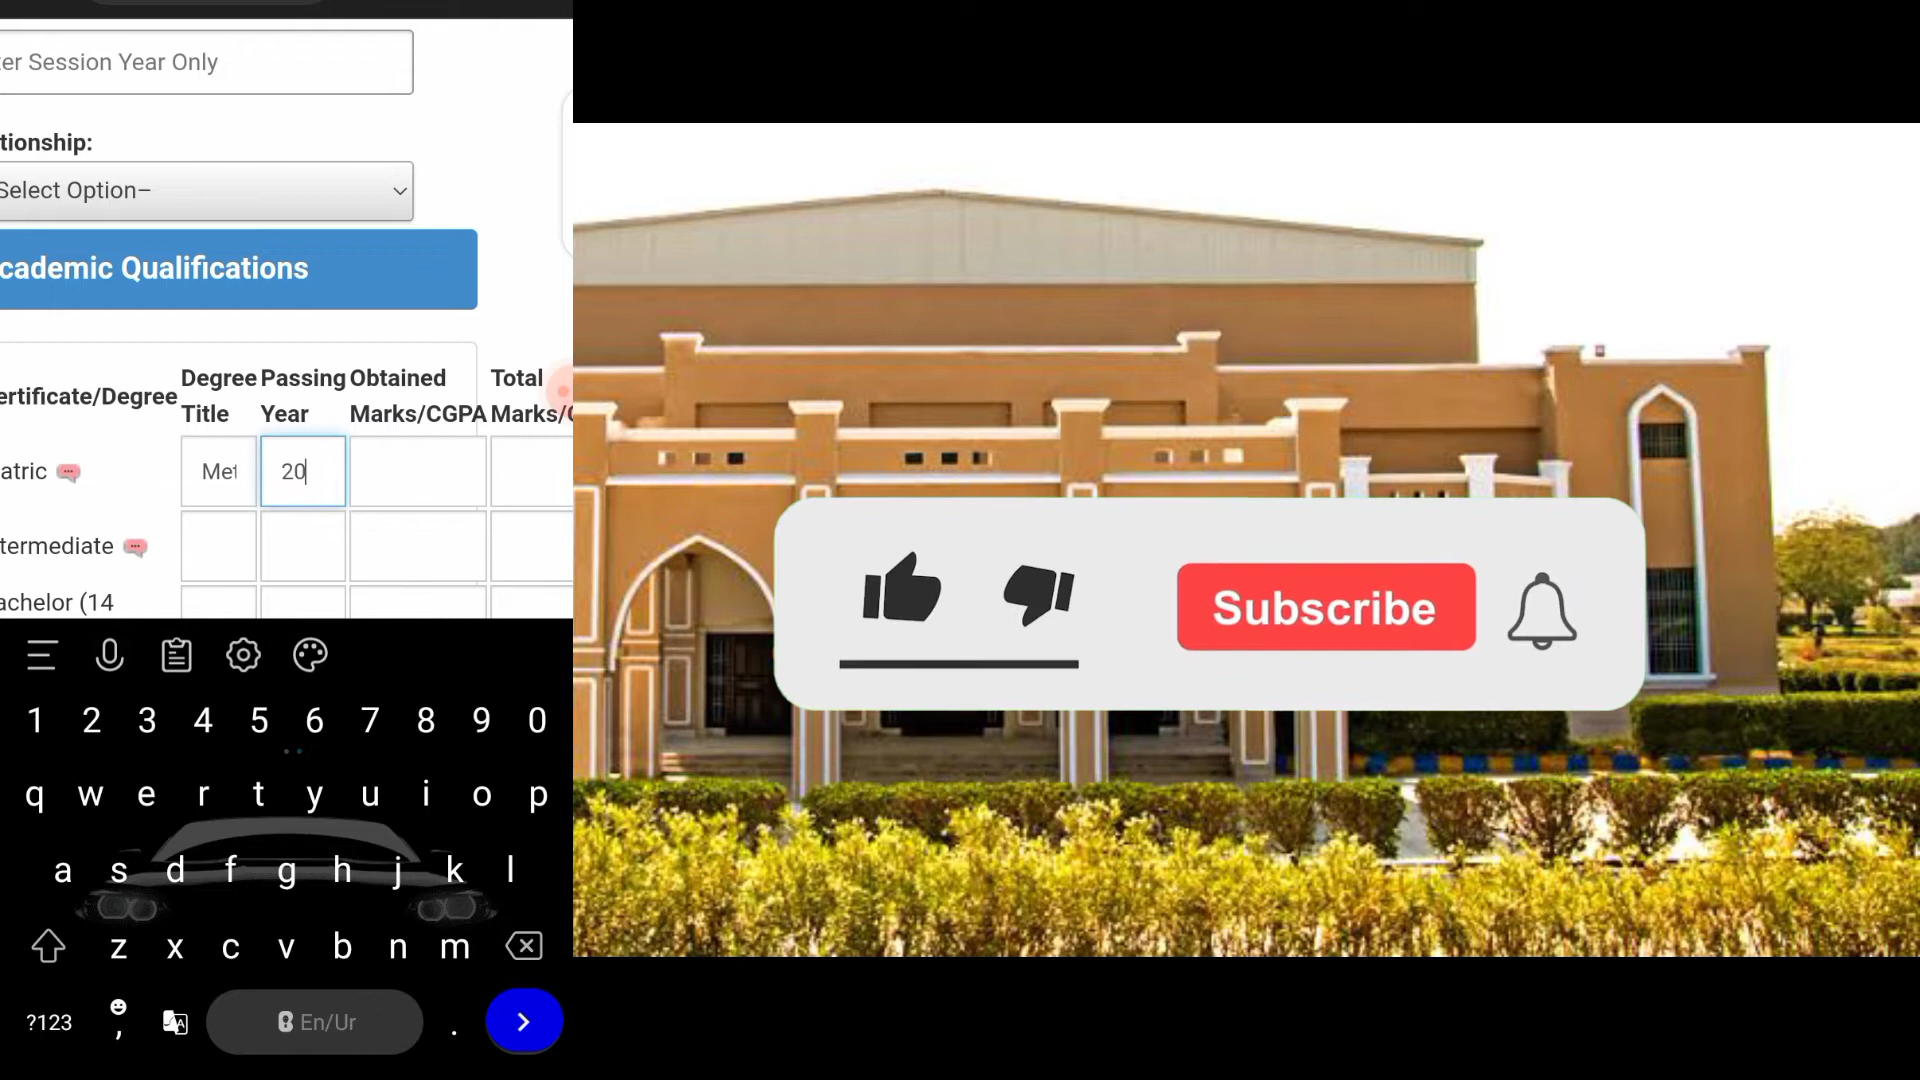 er Session Year Only
tionship:
Select Option–
cademic Qualifications
ertificate/Degree
Degree Title
Passing Year
Obtained Marks/CGPA
Total Marks/
atric
Met
20
termediate
achelor (14
1 2 3 4 5 6 7 8 9 0
q w e r t y u i o p
a s d f g h j k l
z x c v b n m
?123 , En/Ur .
Subscribe